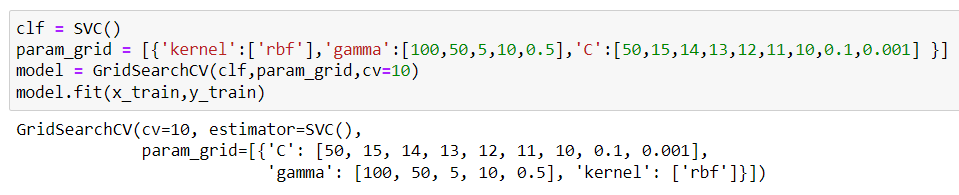 clf = SVC()
param_grid = [{'kernel':['rbf'],'gamma':[100,50,5,10,0.5],'C':[50,15,14,13,12,11,10,0.1,0.001] }]
model = GridSearchCV(clf,param_grid,cv=10)
model.fit(x_train,y_train)
GridSearchCV(cv=10, estimator=SVC(),
param_grid=[{'C': [50, 15, 14, 13, 12, 11, 10, 0.1, 0.001],
'gamma': [100, 50, 5, 10, 0.5], 'kernel': ['rbf']}])